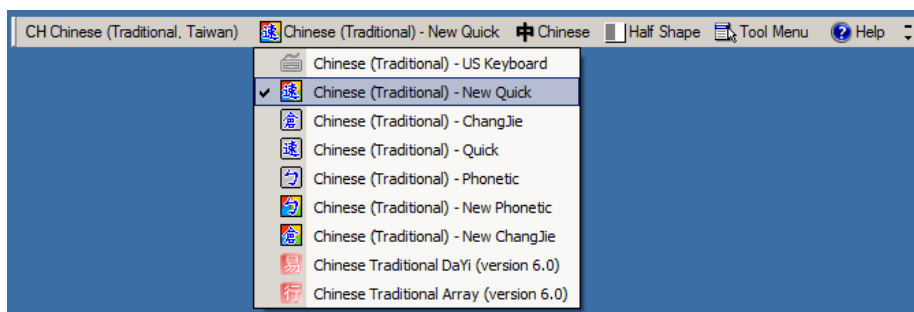 CH Chinese (Traditional, Taiwan) 速 Chinese (Traditional) - New Quick 中 Chinese Half Shape Tool Menu ? Help
Chinese (Traditional) - US Keyboard
速 Chinese (Traditional) - New Quick
倉 Chinese (Traditional) - ChangJie
速 Chinese (Traditional) - Quick
ㄅ Chinese (Traditional) - Phonetic
ㄅ Chinese (Traditional) - New Phonetic
倉 Chinese (Traditional) - New ChangJie
易 Chinese Traditional DaYi (version 6.0)
行 Chinese Traditional Array (version 6.0)